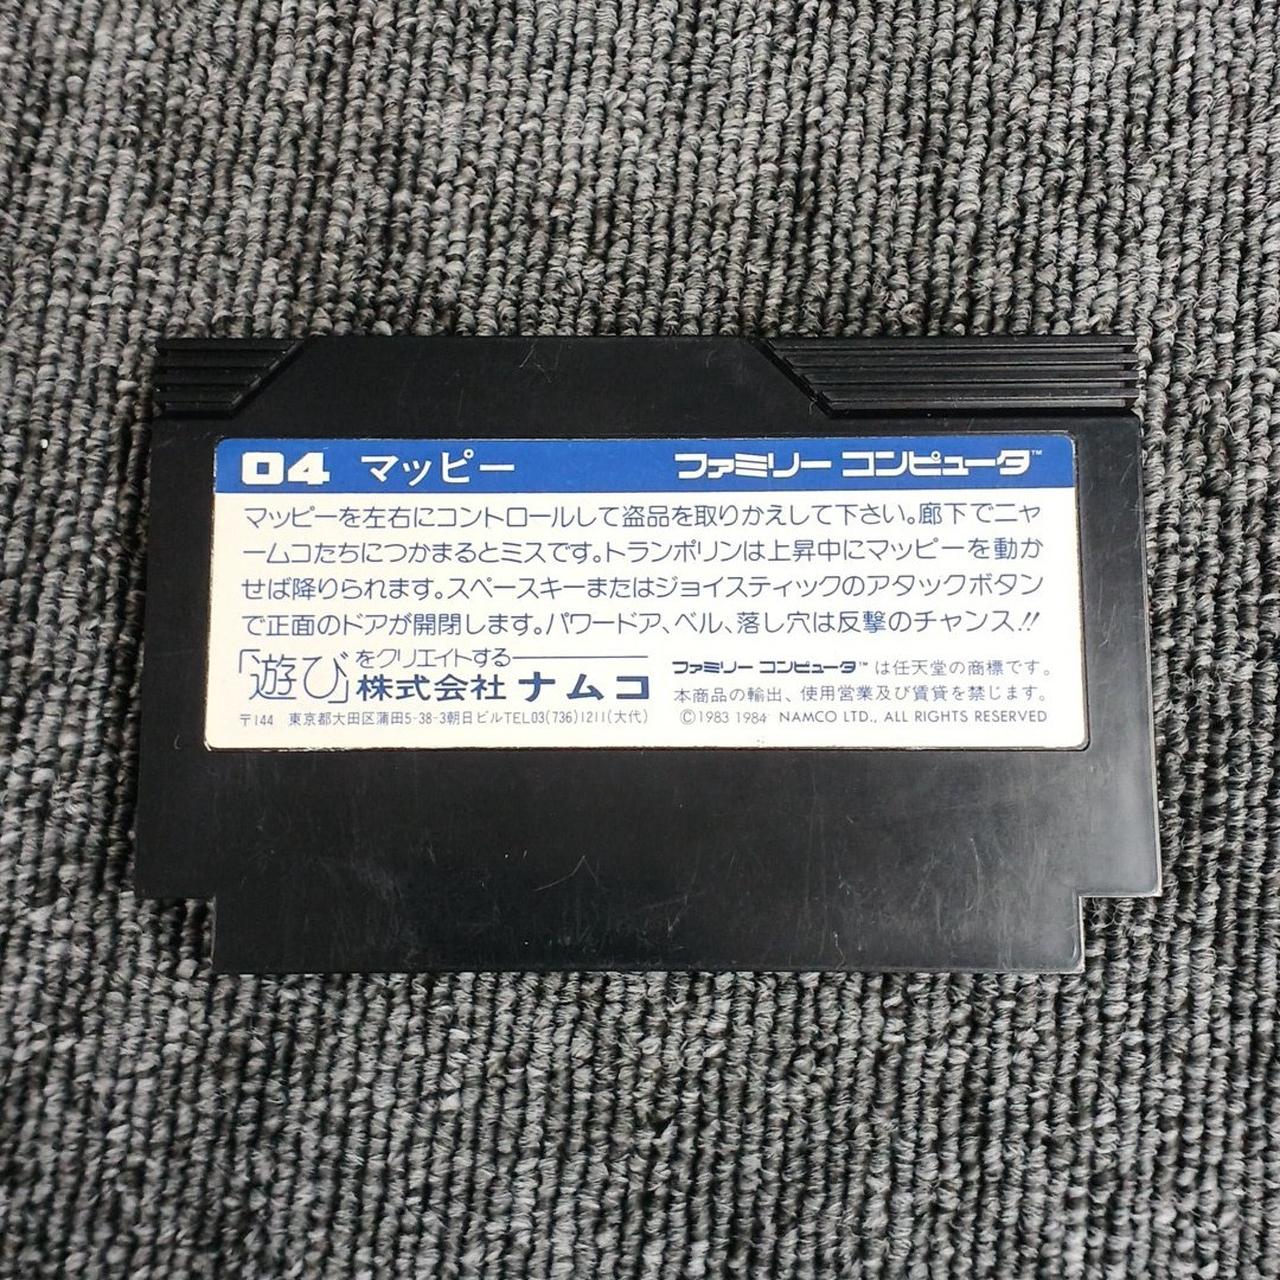 04 マッピー ファミリー コンピュータ™
マッピーを左右にコントロールして盗品を取りかえして下さい。廊下でニャ
ームコたちにつかまるとミスです。トランポリンは上昇中にマッピーを動か
せば降りられます。スペースキーまたはジョイスティックのアタックボタン
で正面のドアが開閉します。パワードア、ベル、落し穴は反撃のチャンス!!
「遊び」をクリエイトする
株式会社 ナムコ
〒144 東京都大田区蒲田5-38-3朝日ビルTEL03(736)1211(大代)
ファミリー コンピュータ™ は任天堂の商標です。
本商品の輸出、使用営業及び賃貸を禁じます。
©1983 1984 NAMCO LTD., ALL RIGHTS RESERVED